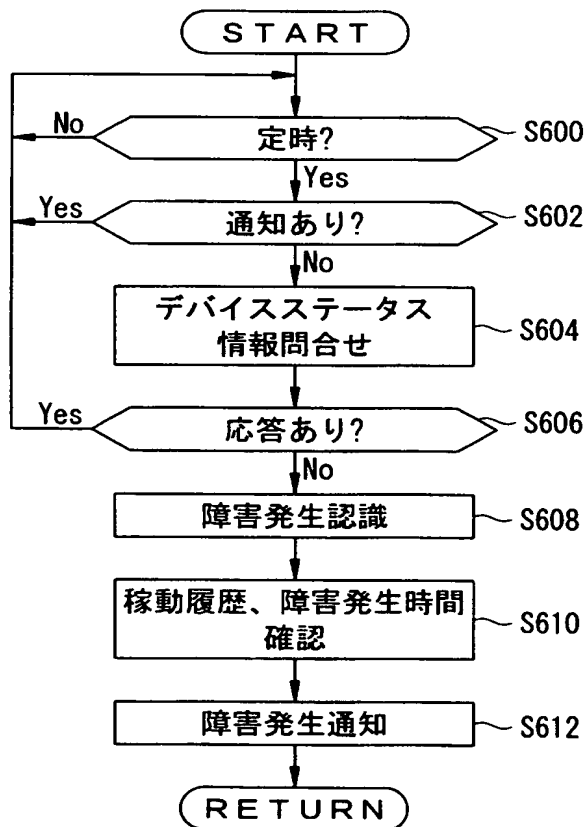 START
No
定時?
S600
Yes
Yes
通知あり?
S602
No
デバイスステータス
情報問合せ
S604
Yes
応答あり?
S606
No
障害発生認識
S608
稼動履歴、障害発生時間
確認
S610
障害発生通知
S612
RETURN